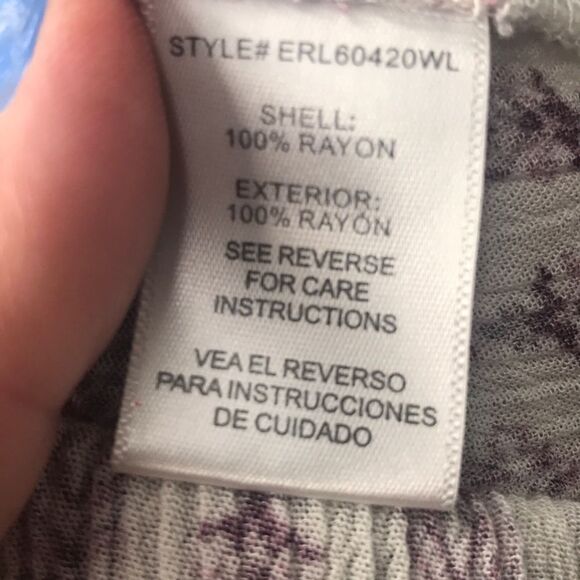 STYLE# ERL60420WL
SHELL:
100% RAYON
EXTERIOR:
100% RAYÓN
SEE REVERSE
FOR CARE
INSTRUCTIONS
VEA EL REVERSO
PARA INSTRUCCIONES
DE CUIDADO